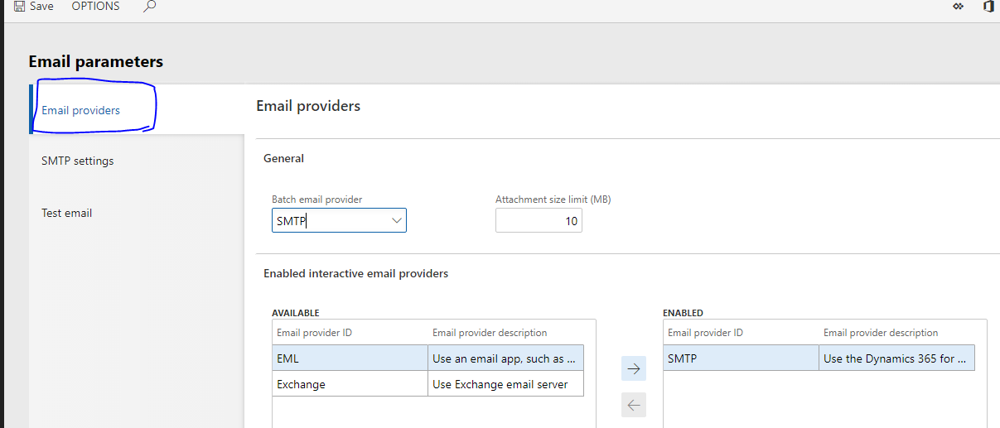 Save OPTIONS
Email parameters
Email providers
SMTP settings
Test email
Email providers
General
Batch email provider Attachment size limit (MB)
SMTP 10
Enabled interactive email providers
AVAILABLE
Email provider ID Email provider description
EML Use an email app, such as ...
Exchange Use Exchange email server
ENABLED
Email provider ID Email provider description
SMTP Use the Dynamics 365 for ...